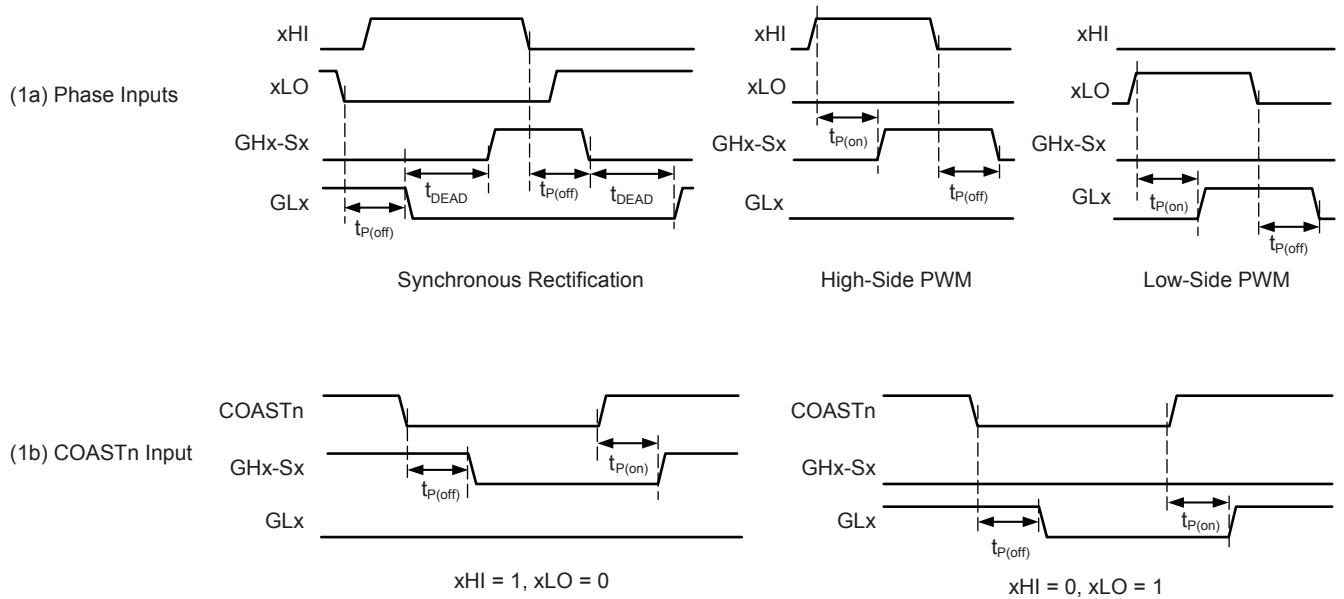 (1a) Phase Inputs
xHI
xLO
GHx-Sx
GLx
tDEAD
tP(off)
tDEAD
tP(off)
Synchronous Rectification
xHI
xLO
tP(on)
GHx-Sx
tP(off)
GLx
High-Side PWM
xHI
xLO
GHx-Sx
tP(on)
GLx
tP(off)
Low-Side PWM
(1b) COASTn Input
COASTn
GHx-Sx
tP(on)
tP(off)
GLx
xHI = 1, xLO = 0
COASTn
GHx-Sx
GLx
tP(on)
tP(off)
xHI = 0, xLO = 1